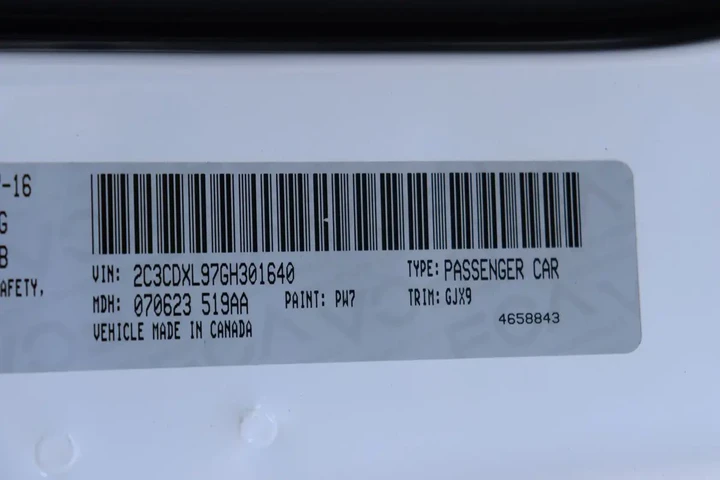 -16
G
B
AFETY,
VIN: 2C3CDXL97GH301640 TYPE: PASSENGER CAR
MDH: 070623 519AA PAINT: PW7 TRIM: GJX9
VEHICLE MADE IN CANADA 4658843